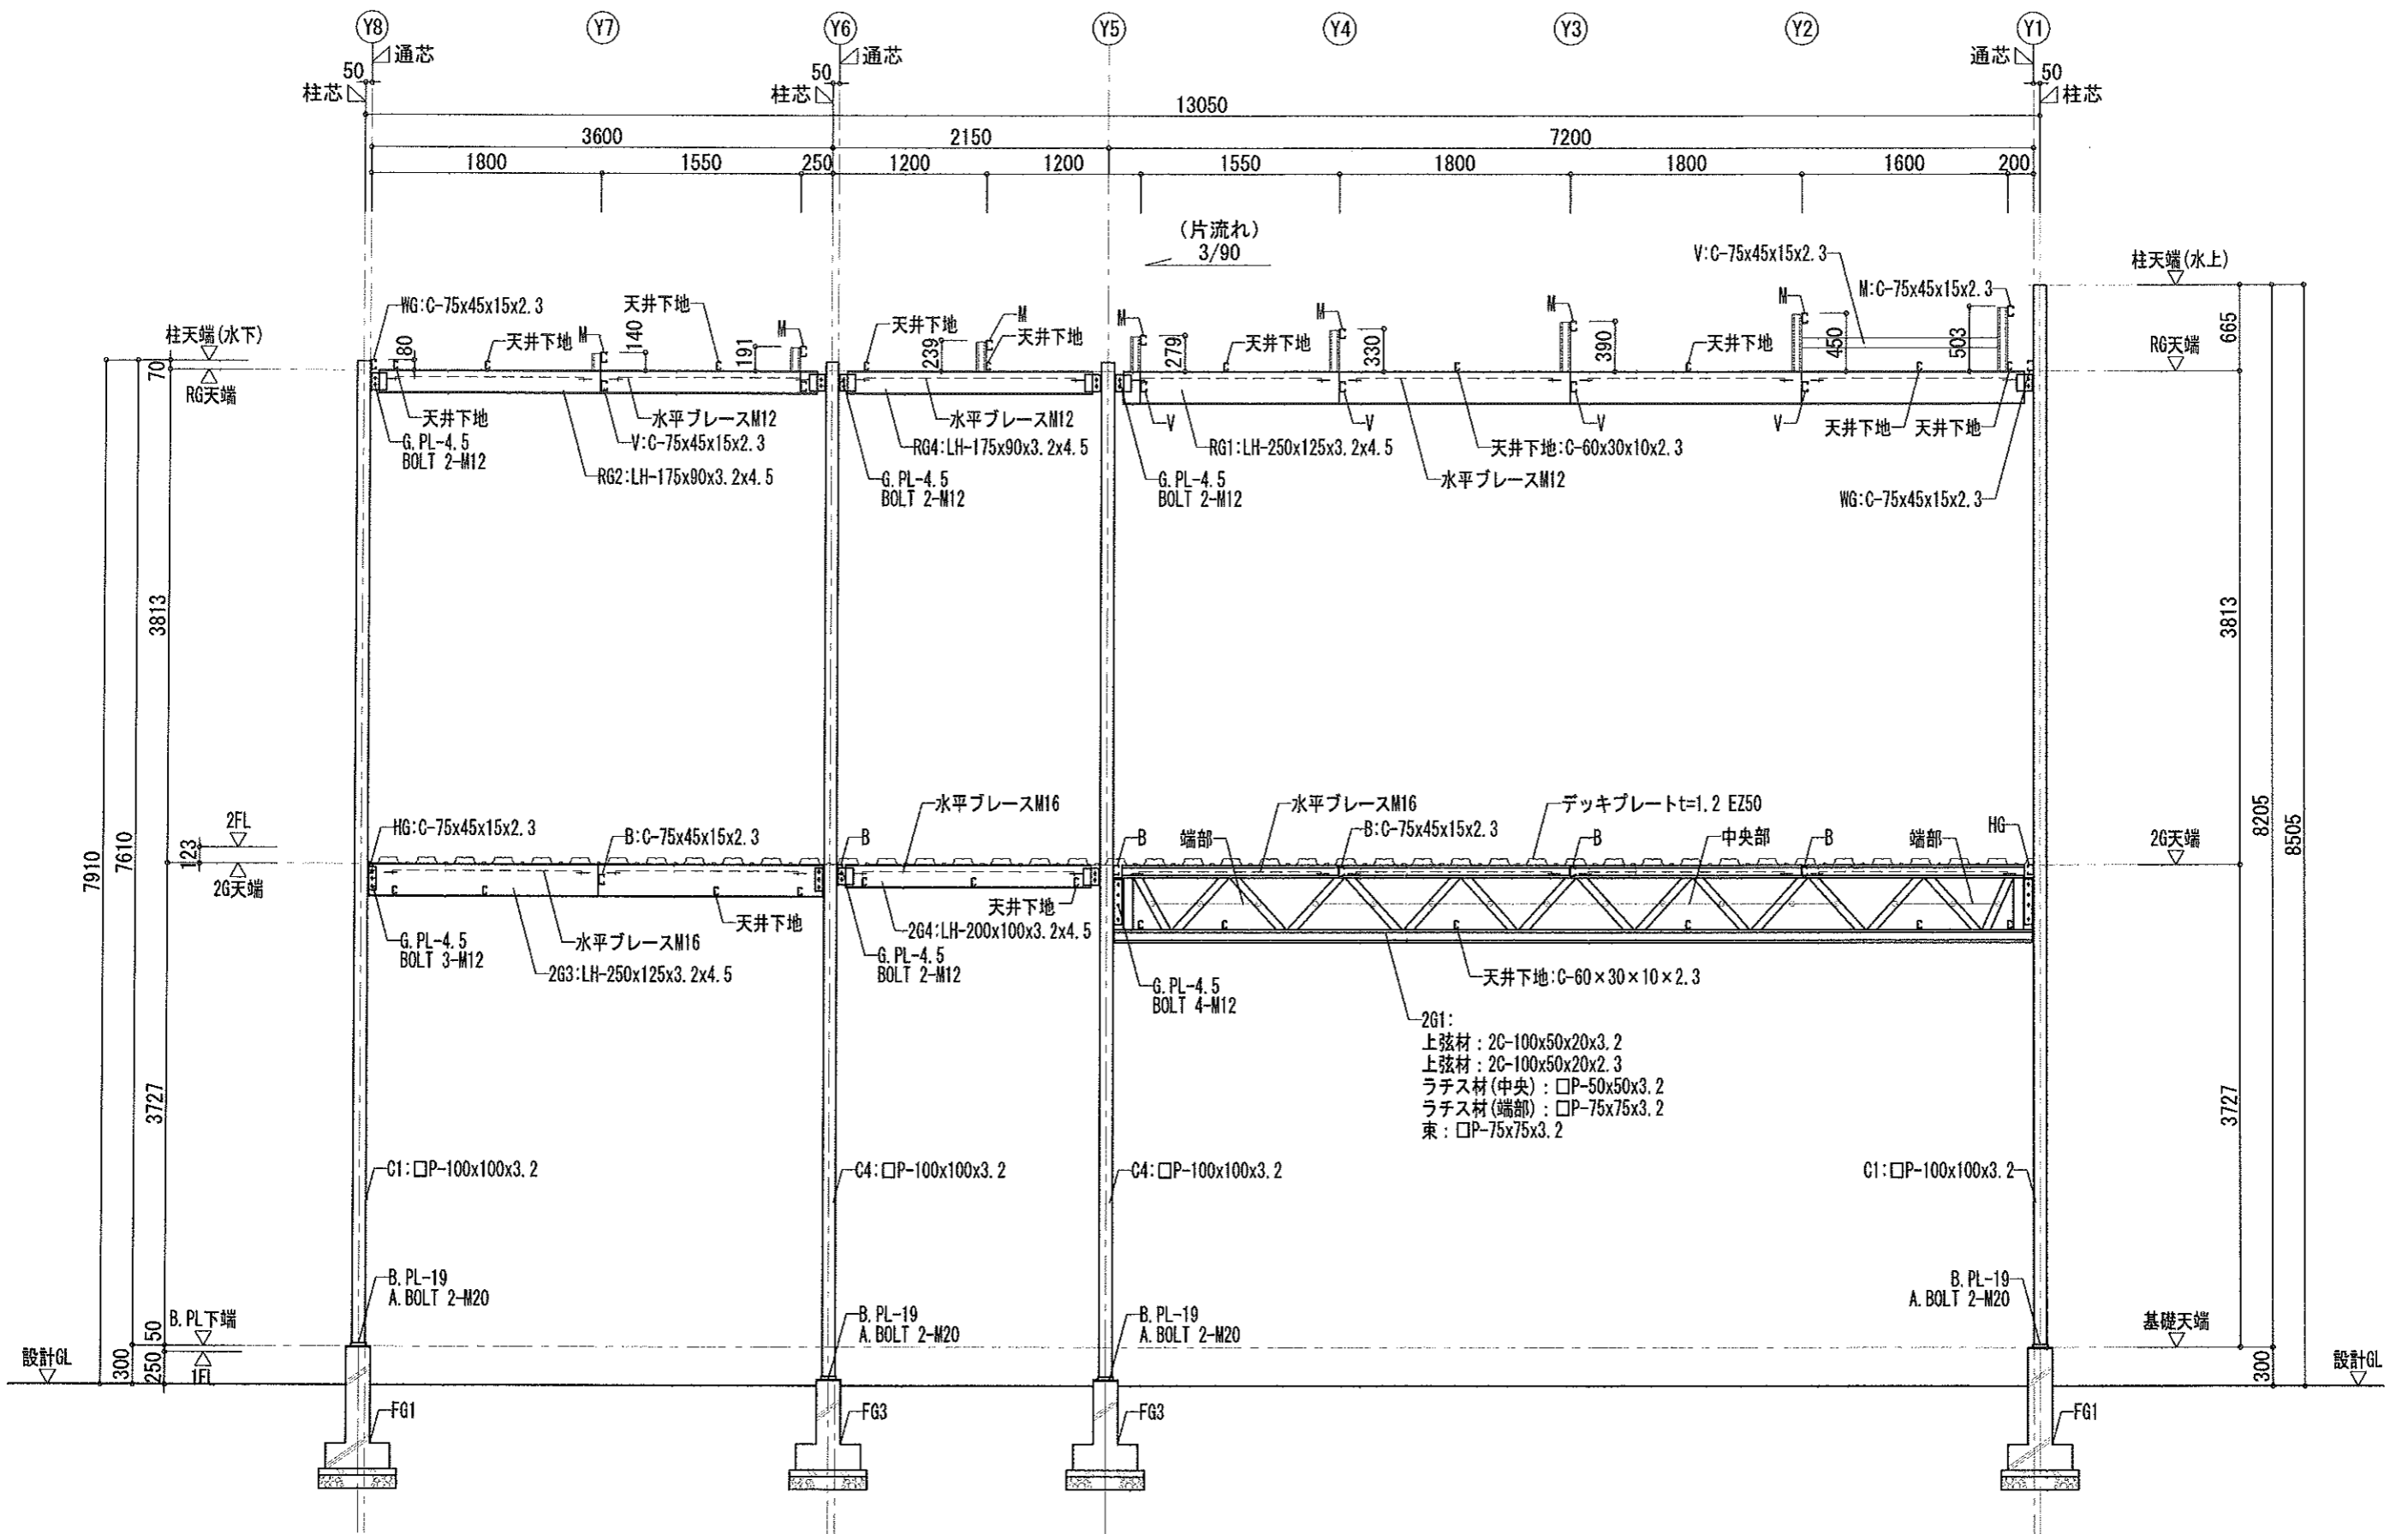 Y8 Y7 Y6 Y5 Y4 Y3 Y2 Y1
通芯 通芯 通芯
50 50 50
柱芯 柱芯 柱芯
13050
3600 2150 7200
1800 1550 250 1200 1200 1550 1800 1800 1600 200
(片流れ)
3/90
V:C-75x45x15x2.3
柱天端(水上)
WG:C-75x45x15x2.3
天井下地
M
M:C-75x45x15x2.3
柱天端(水下)
80
天井下地
M
140
191
M
天井下地
M
天井下地
239
M
279
天井下地
M
330
M
390
天井下地
M
450
503
665
RG天端
70
RG天端
天井下地
水平ブレースM12
V:C-75x45x15x2.3
G.PL-4.5
BOLT 2-M12
RG2:LH-175x90x3.2x4.5
水平ブレースM12
RG4:LH-175x90x3.2x4.5
G.PL-4.5
BOLT 2-M12
V
RG1:LH-250x125x3.2x4.5
G.PL-4.5
BOLT 2-M12
V
天井下地:C-60x30x10x2.3
水平ブレースM12
V
V
天井下地 天井下地
WG:C-75x45x15x2.3
3813
3813
7910
7610
8205
8505
2FL
123
2G天端
HG:C-75x45x15x2.3
B:C-75x45x15x2.3
水平ブレースM16
B
B
端部
水平ブレースM16
B:C-75x45x15x2.3
デッキプレートt=1.2 EZ50
B
中央部
B
端部
HG
2G天端
天井下地
水平ブレースM16
G.PL-4.5
BOLT 3-M12
2G3:LH-250x125x3.2x4.5
天井下地
2G4:LH-200x100x3.2x4.5
G.PL-4.5
BOLT 2-M12
G.PL-4.5
BOLT 4-M12
天井下地:C-60×30×10×2.3
2G1:
上弦材:2C-100x50x20x3.2
上弦材:2C-100x50x20x2.3
ラチス材(中央):□P-50x50x3.2
ラチス材(端部):□P-75x75x3.2
束:□P-75x75x3.2
3727
3727
C1:□P-100x100x3.2
C4:□P-100x100x3.2
C4:□P-100x100x3.2
C1:□P-100x100x3.2
B.PL-19
A.BOLT 2-M20
B.PL-19
A.BOLT 2-M20
B.PL-19
A.BOLT 2-M20
B.PL-19
A.BOLT 2-M20
B.PL下端
50
基礎天端
設計GL
300
250
1FL
300
設計GL
FG1
FG3
FG3
FG1